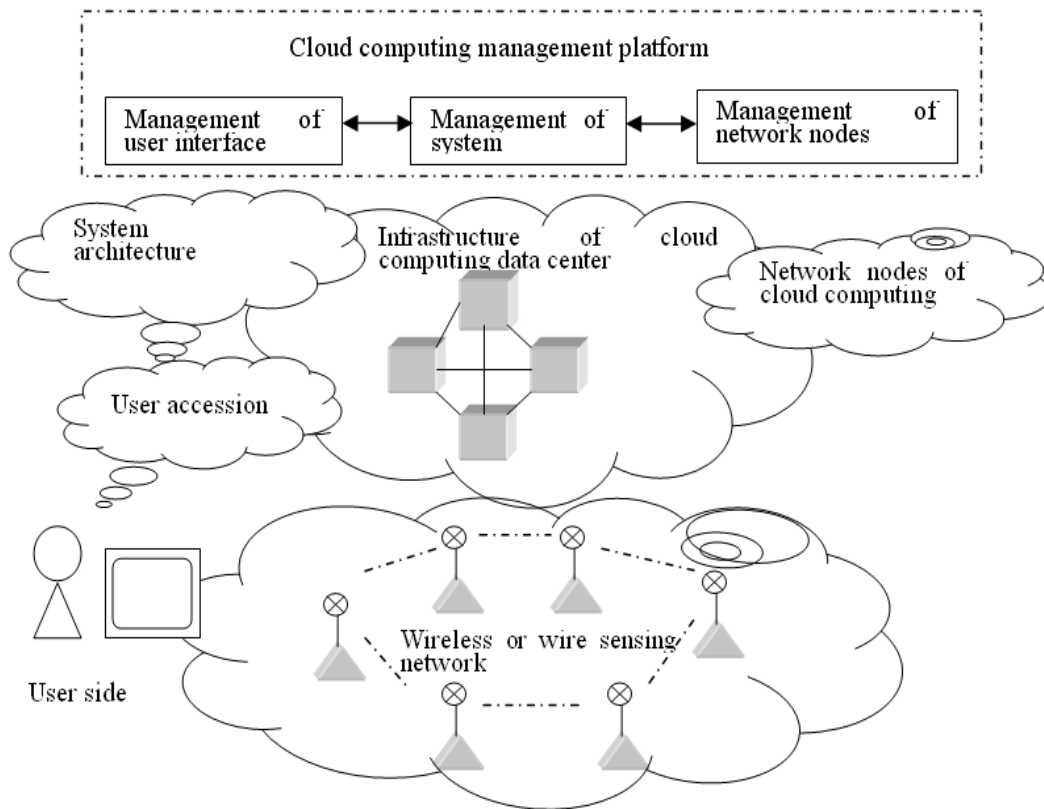 Cloud computing management platform
Management of
user interface
Management of
system
Management of
network nodes
System
architecture
Infrastructure of cloud
computing data center
Network nodes of
cloud computing
User accession
Wireless or wire sensing
network
User side